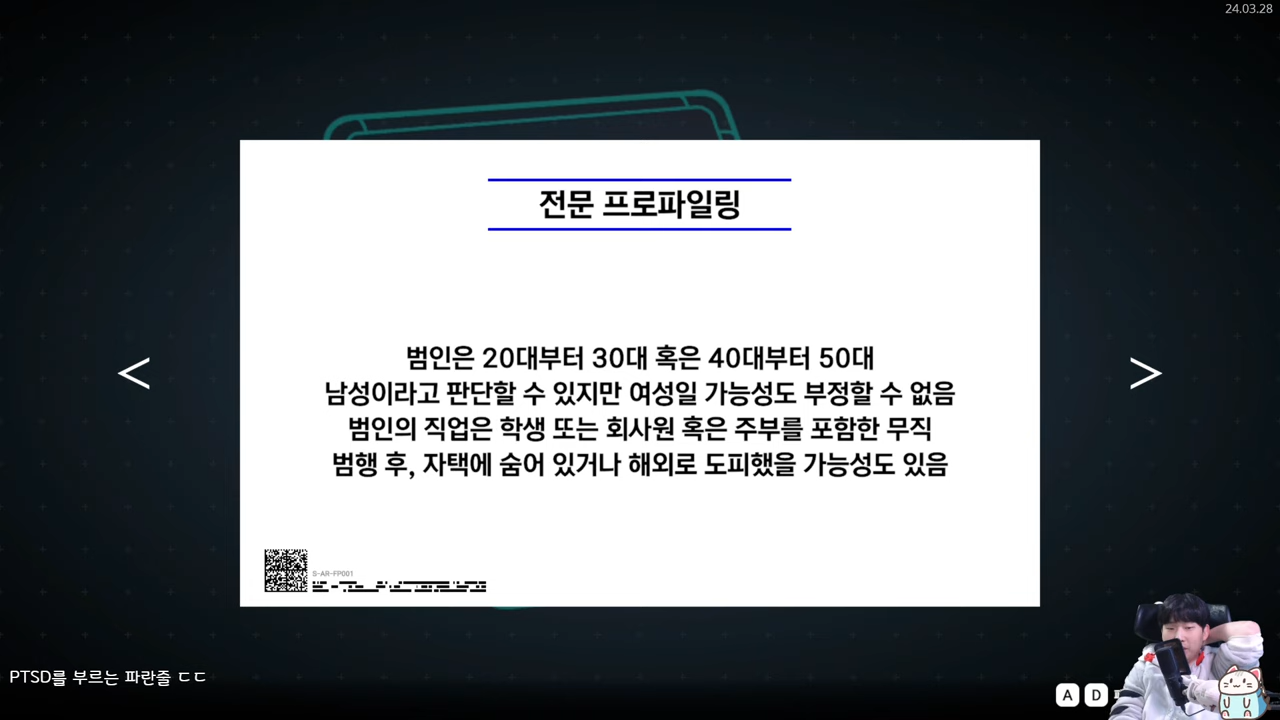 24.03.28
전문 프로파일링
범인은 20대부터 30대 혹은 40대부터 50대
남성이라고 판단할 수 있지만 여성일 가능성도 부정할 수 없음
범인의 직업은 학생 또는 회사원 혹은 주부를 포함한 무직
범행 후, 자택에 숨어 있거나 해외로 도피했을 가능성도 있음
S-AR-FP001
PTSD를 부르는 파란줄 ㄷㄷ
A D